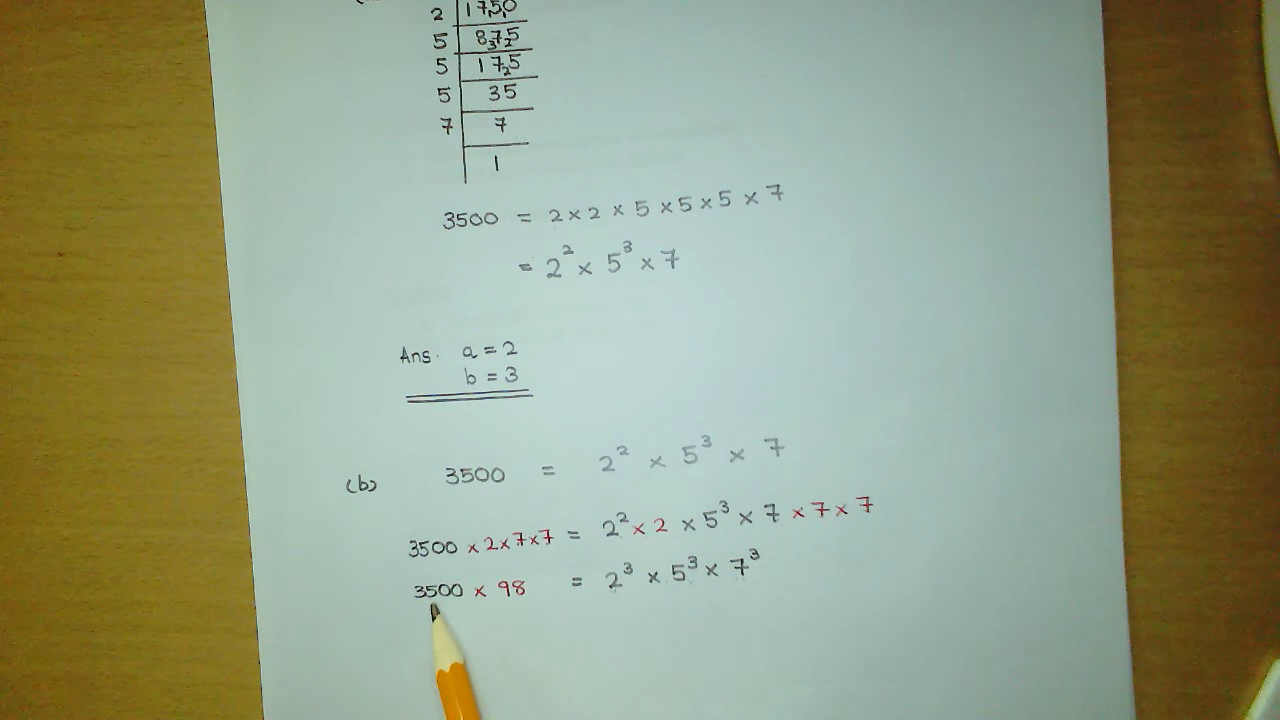 2 | 1750
5 | 875
5 | 175
5 | 35
7 | 7
| 1
3500 = 2 × 2 × 5 × 5 × 5 × 7
= 2² × 5³ × 7
Ans. a = 2
b = 3
(b) 3500 = 2² × 5³ × 7
3500 × 2 × 7 × 7 = 2² × 2 × 5³ × 7 × 7 × 7
3500 × 98 = 2³ × 5³ × 7³